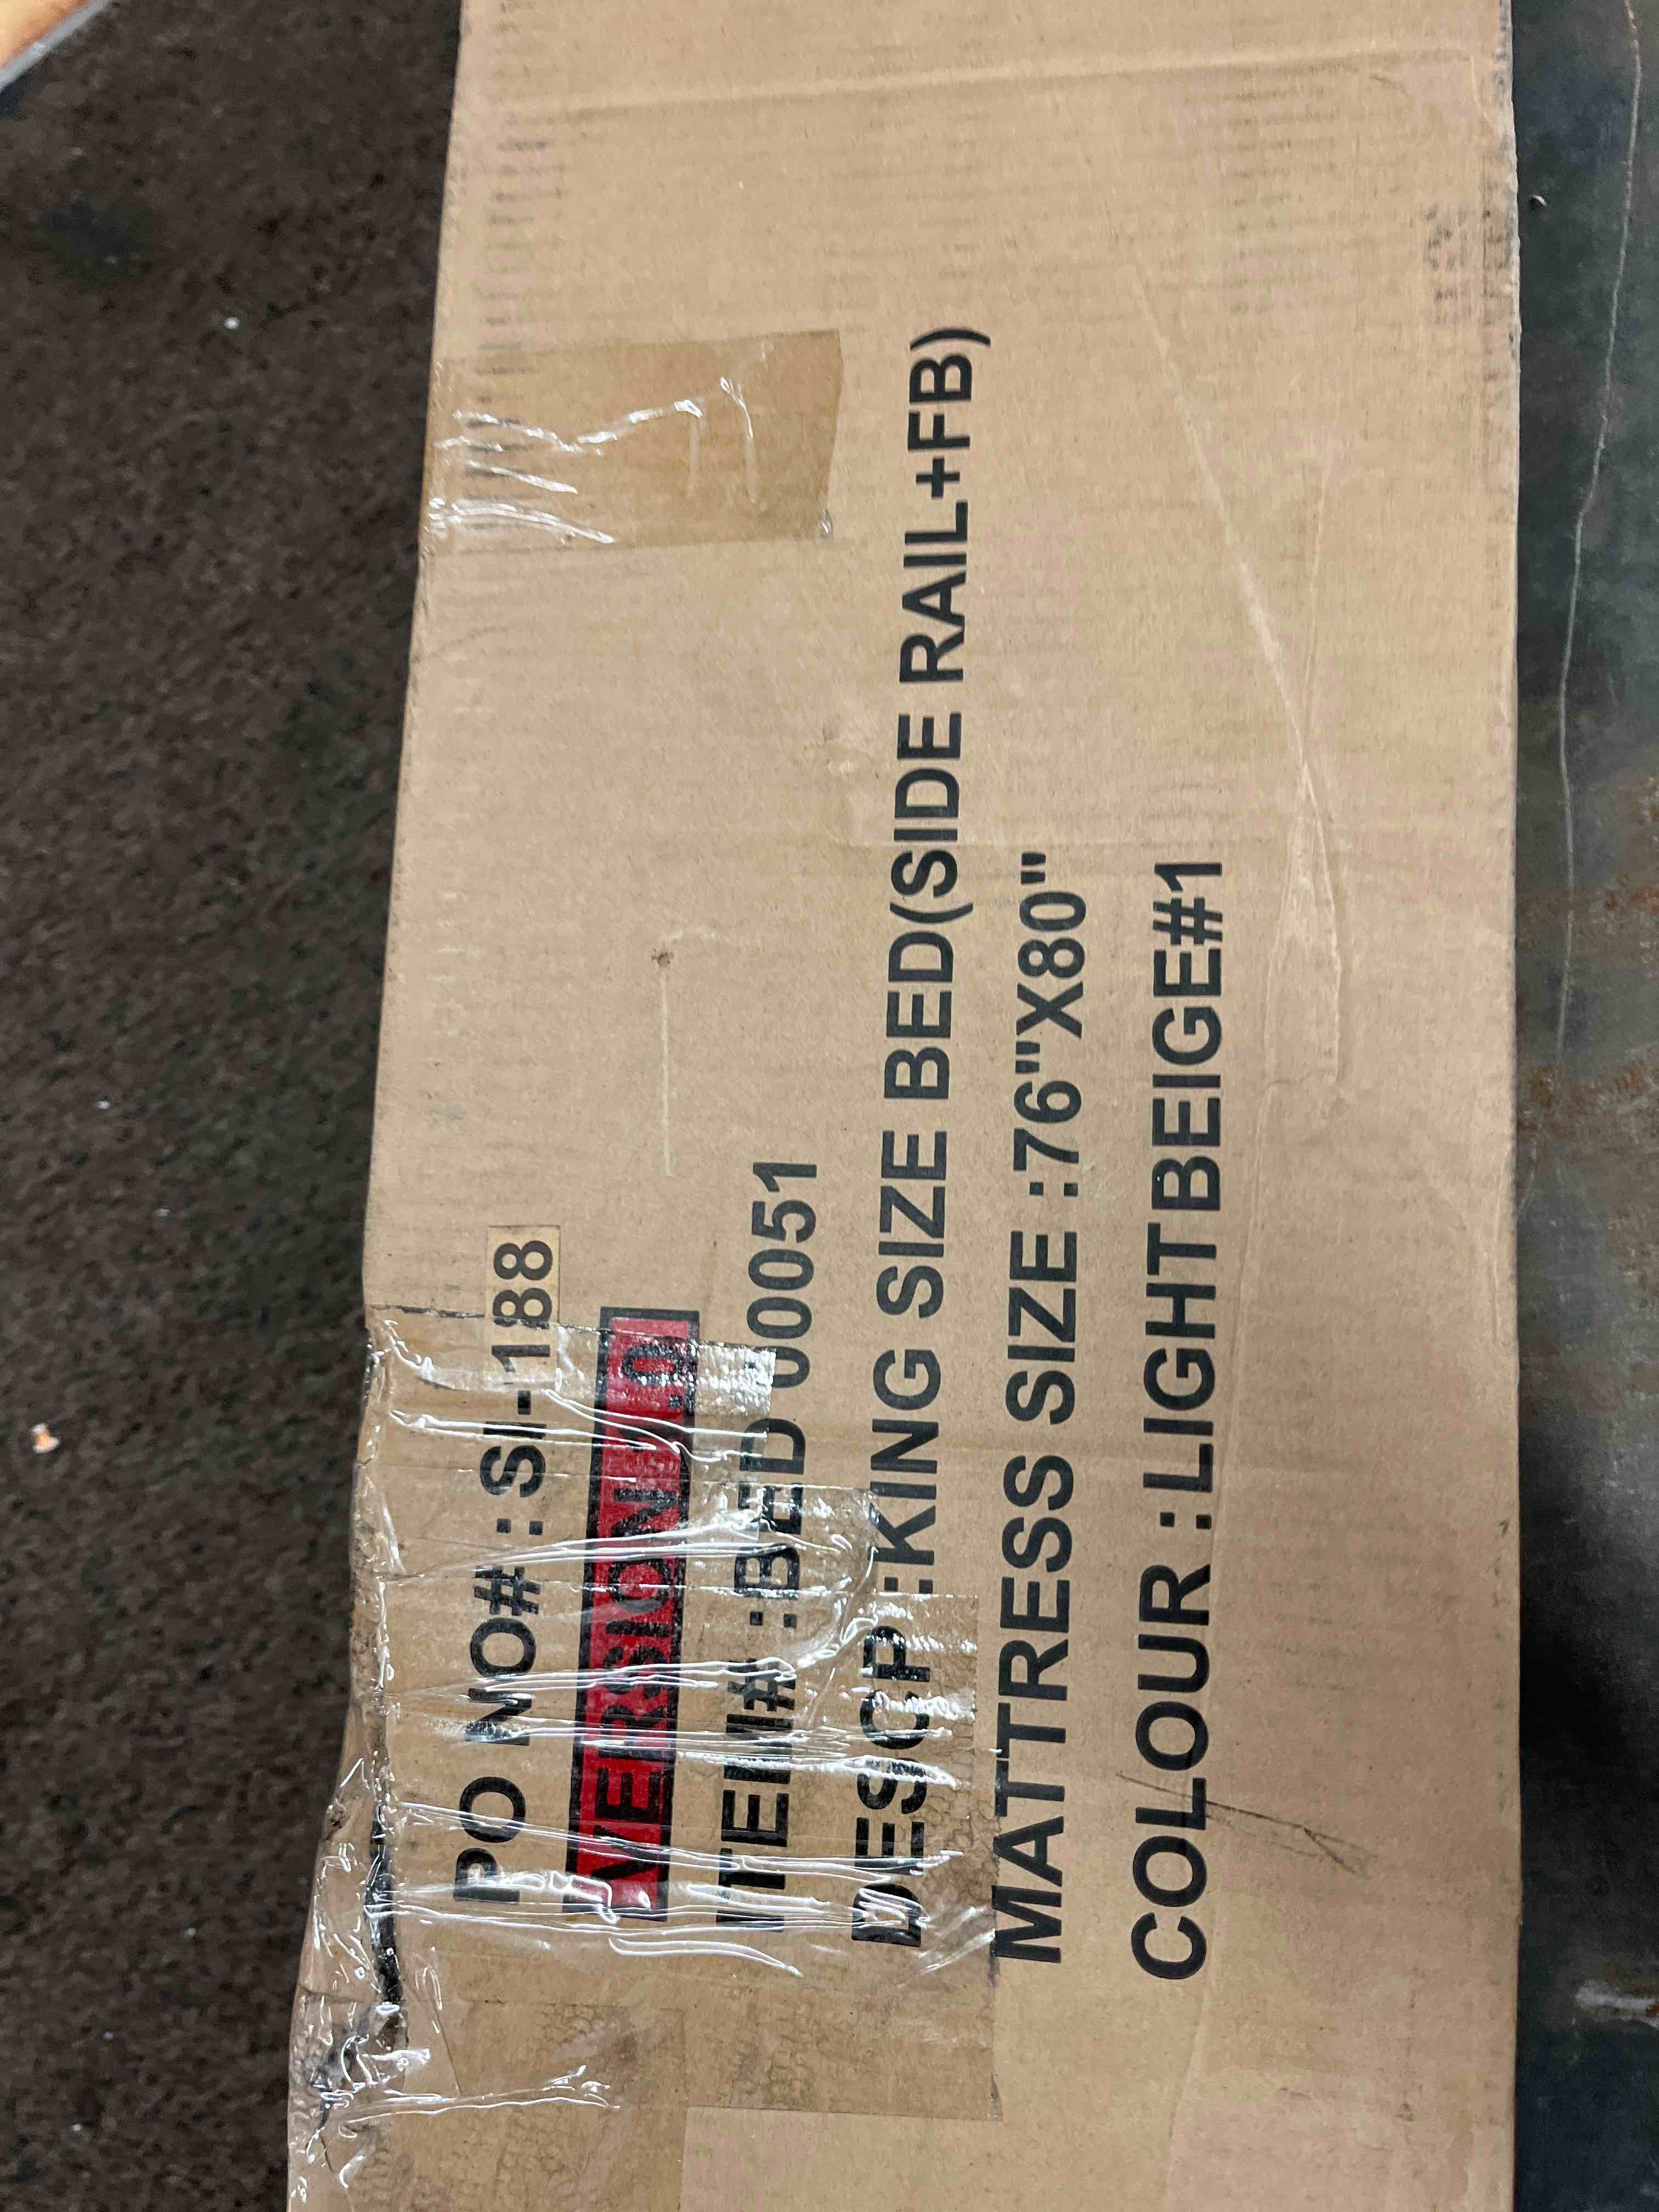 PO NO#: SI-188
VERSION .0
ITEM# :BED 00051
DESCP :KING SIZE BED(SIDE RAIL+FB)
MATTRESS SIZE :76"X80"
COLOUR :LIGHTBEIGE#1